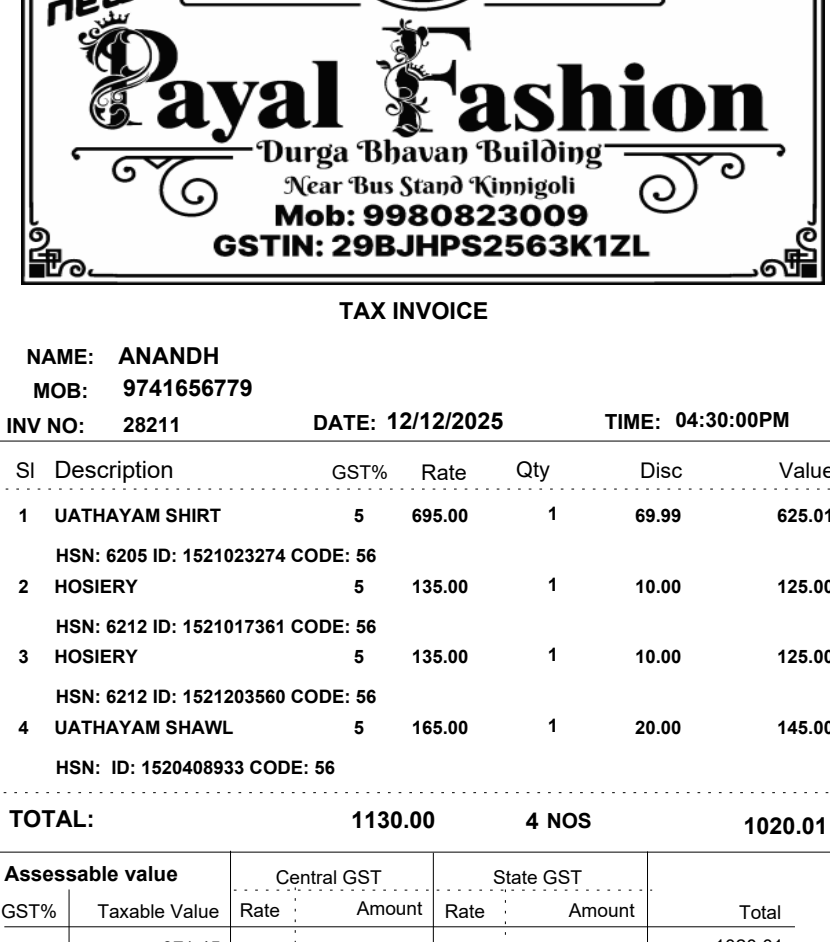 new
Payal Fashion
Durga Bhavan Building
Near Bus Stand Kinnigoli
Mob: 9980823009
GSTIN: 29BJHPS2563K1ZL
TAX INVOICE
NAME: ANANDH
MOB: 9741656779
INV NO: 28211 DATE: 12/12/2025 TIME: 04:30:00PM
Sl Description GST% Rate Qty Disc Value
1 UATHAYAM SHIRT 5 695.00 1 69.99 625.01
HSN: 6205 ID: 1521023274 CODE: 56
2 HOSIERY 5 135.00 1 10.00 125.00
HSN: 6212 ID: 1521017361 CODE: 56
3 HOSIERY 5 135.00 1 10.00 125.00
HSN: 6212 ID: 1521203560 CODE: 56
4 UATHAYAM SHAWL 5 165.00 1 20.00 145.00
HSN: ID: 1520408933 CODE: 56
TOTAL: 1130.00 4 NOS 1020.01
Assessable value Central GST State GST
GST% Taxable Value Rate Amount Rate Amount Total